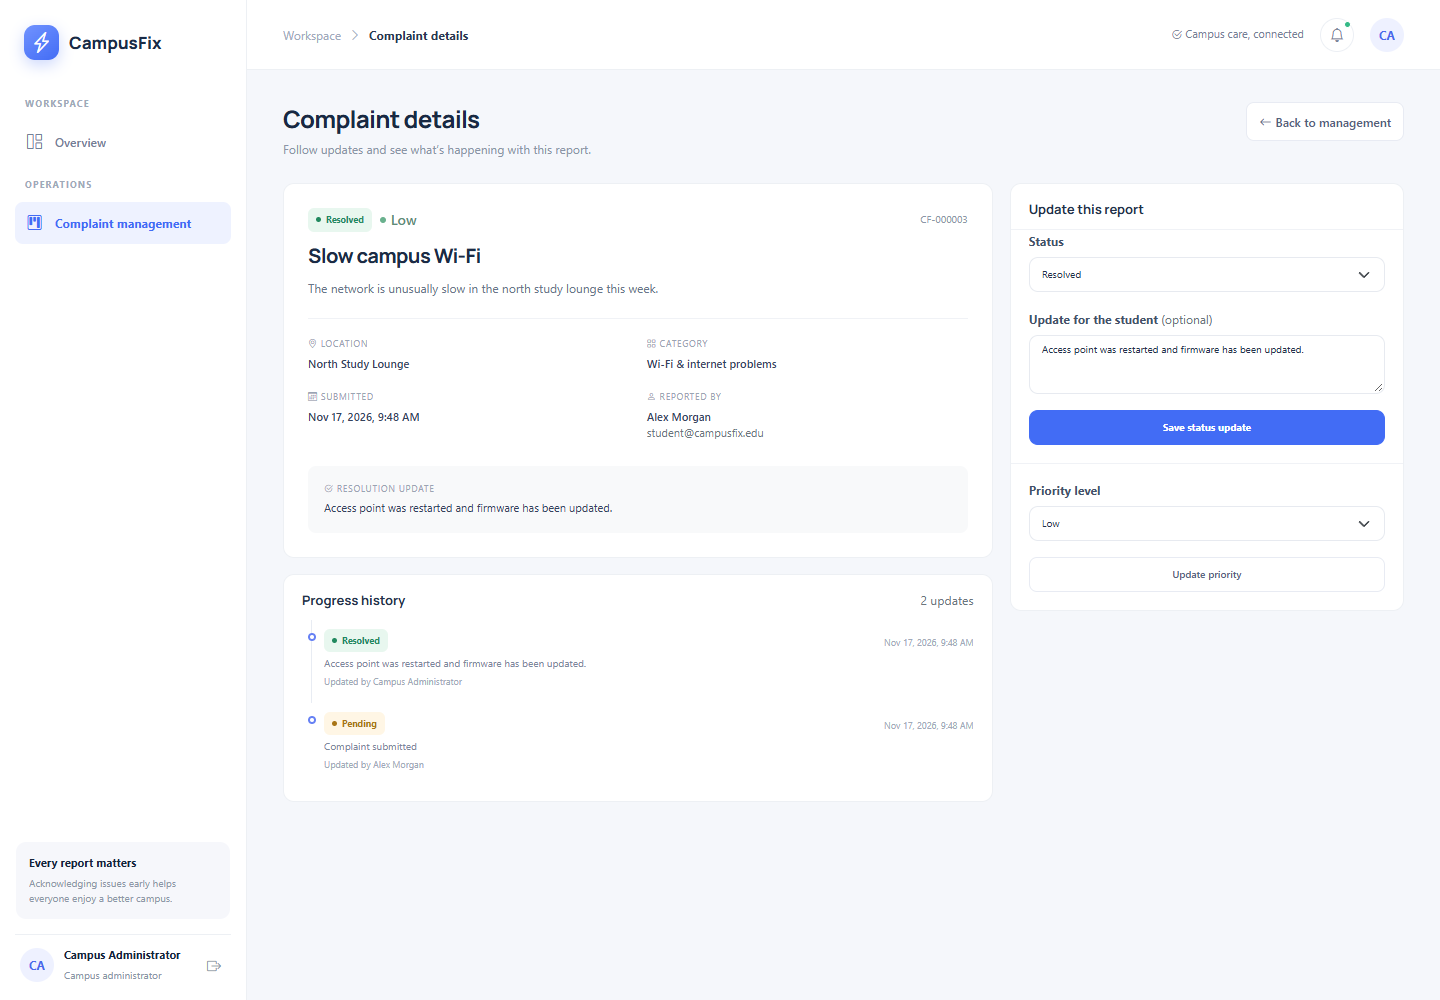 CampusFix
WORKSPACE
Overview
OPERATIONS
Complaint management
Every report matters
Acknowledging issues early helps
everyone enjoy a better campus.
CA
Campus Administrator
Campus administrator
Workspace
Complaint details
Campus care, connected
CA
Complaint details
Follow updates and see what's happening with this report.
Back to management
Resolved
Low
CF-000003
Slow campus Wi-Fi
The network is unusually slow in the north study lounge this week.
LOCATION
North Study Lounge
CATEGORY
Wi-Fi & internet problems
SUBMITTED
Nov 17, 2026, 9:48 AM
REPORTED BY
Alex Morgan
student@campusfix.edu
RESOLUTION UPDATE
Access point was restarted and firmware has been updated.
Progress history
2 updates
Resolved
Nov 17, 2026, 9:48 AM
Access point was restarted and firmware has been updated.
Updated by Campus Administrator
Pending
Nov 17, 2026, 9:48 AM
Complaint submitted
Updated by Alex Morgan
Update this report
Status
Resolved
Update for the student (optional)
Access point was restarted and firmware has been updated.
Save status update
Priority level
Low
Update priority